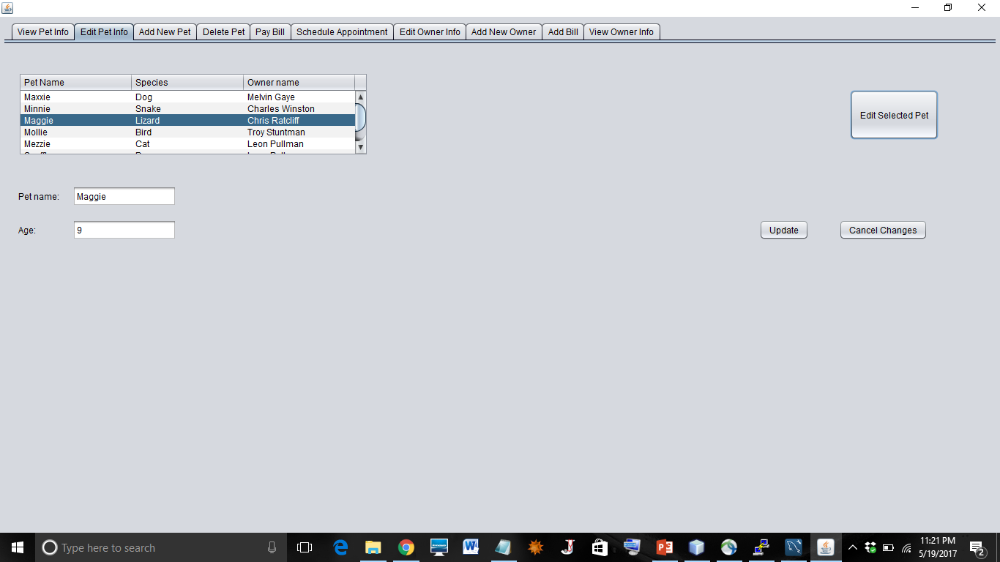 View Pet Info Edit Pet Info Add New Pet Delete Pet Pay Bill Schedule Appointment Edit Owner Info Add New Owner Add Bill View Owner Info
Pet Name Species Owner name
Maxxie Dog Melvin Gaye
Minnie Snake Charles Winston
Maggie Lizard Chris Ratcliff
Mollie Bird Troy Stuntman
Mezzie Cat Leon Pullman
Edit Selected Pet
Pet name: Maggie
Age: 9
Update Cancel Changes
Type here to search
11:21 PM
5/19/2017
2